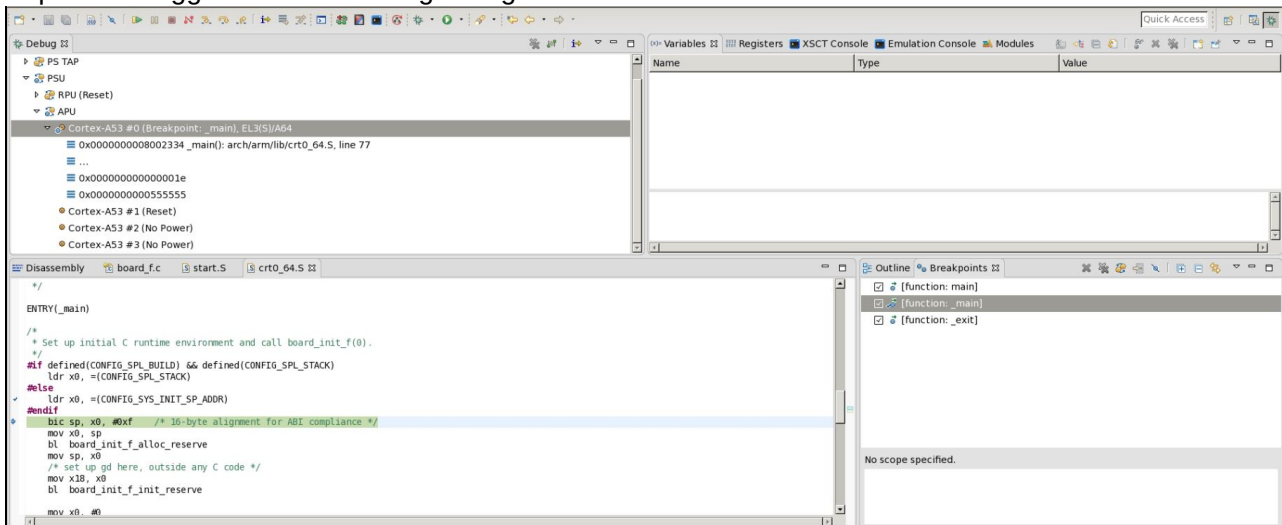 Quick Access
Debug
Variables Registers XSCT Console Emulation Console Modules
PS TAP
PSU
RPU (Reset)
APU
Cortex-A53 #0 (Breakpoint: _main), EL3(S)/A64
0x0000000008002334 _main(): arch/arm/lib/crt0_64.S, line 77
...
0x000000000000001e
0x0000000000555555
Cortex-A53 #1 (Reset)
Cortex-A53 #2 (No Power)
Cortex-A53 #3 (No Power)
Name Type Value
Disassembly board_f.c start.S crt0_64.S
*/
ENTRY(_main)
/*
* Set up initial C runtime environment and call board_init_f(0).
*/
#if defined(CONFIG_SPL_BUILD) && defined(CONFIG_SPL_STACK)
ldr x0, =(CONFIG_SPL_STACK)
#else
ldr x0, =(CONFIG_SYS_INIT_SP_ADDR)
#endif
bic sp, x0, #0xf /* 16-byte alignment for ABI compliance */
mov x0, sp
bl board_init_f_alloc_reserve
mov sp, x0
/* set up gd here, outside any C code */
mov x18, x0
bl board_init_f_init_reserve
mov x0, #0
Outline Breakpoints
[function: main]
[function: _main]
[function: _exit]
No scope specified.